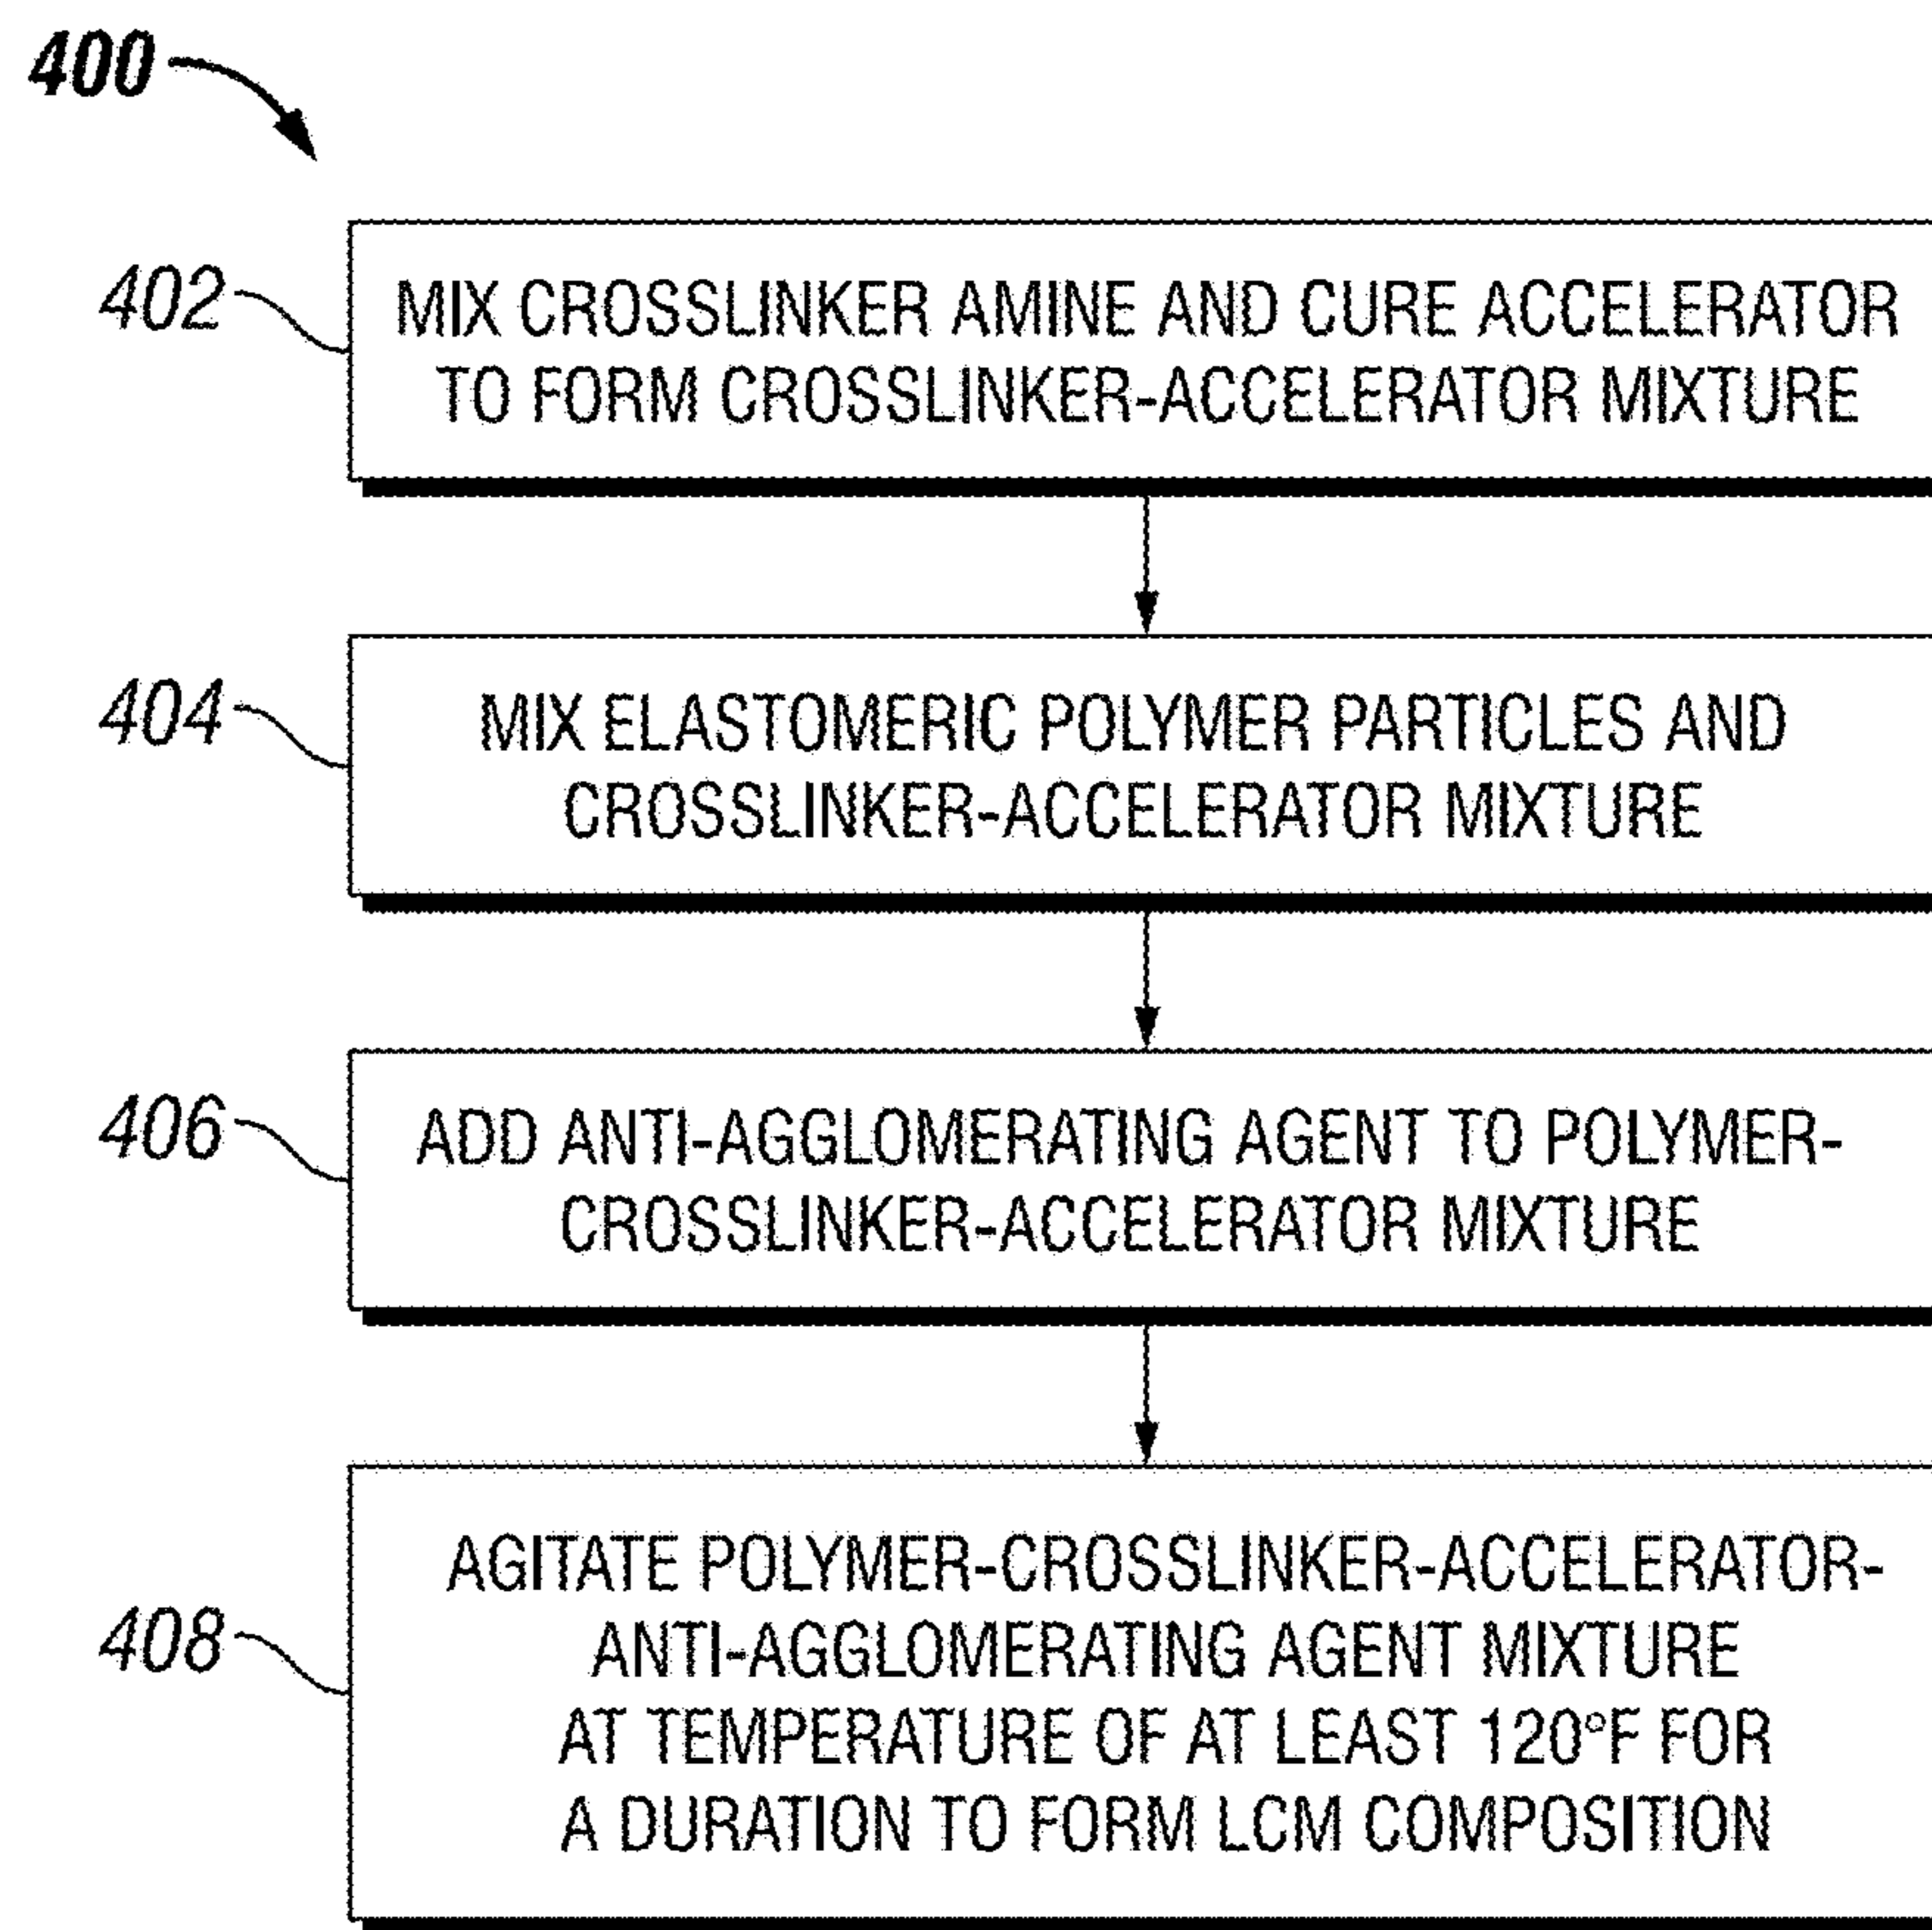 400
402
MIX CROSSLINKER AMINE AND CURE ACCELERATOR
TO FORM CROSSLINKER-ACCELERATOR MIXTURE
404
MIX ELASTOMERIC POLYMER PARTICLES AND
CROSSLINKER-ACCELERATOR MIXTURE
406
ADD ANTI-AGGLOMERATING AGENT TO POLYMER-
CROSSLINKER-ACCELERATOR MIXTURE
408
AGITATE POLYMER-CROSSLINKER-ACCELERATOR-
ANTI-AGGLOMERATING AGENT MIXTURE
AT TEMPERATURE OF AT LEAST 120°F FOR
A DURATION TO FORM LCM COMPOSITION